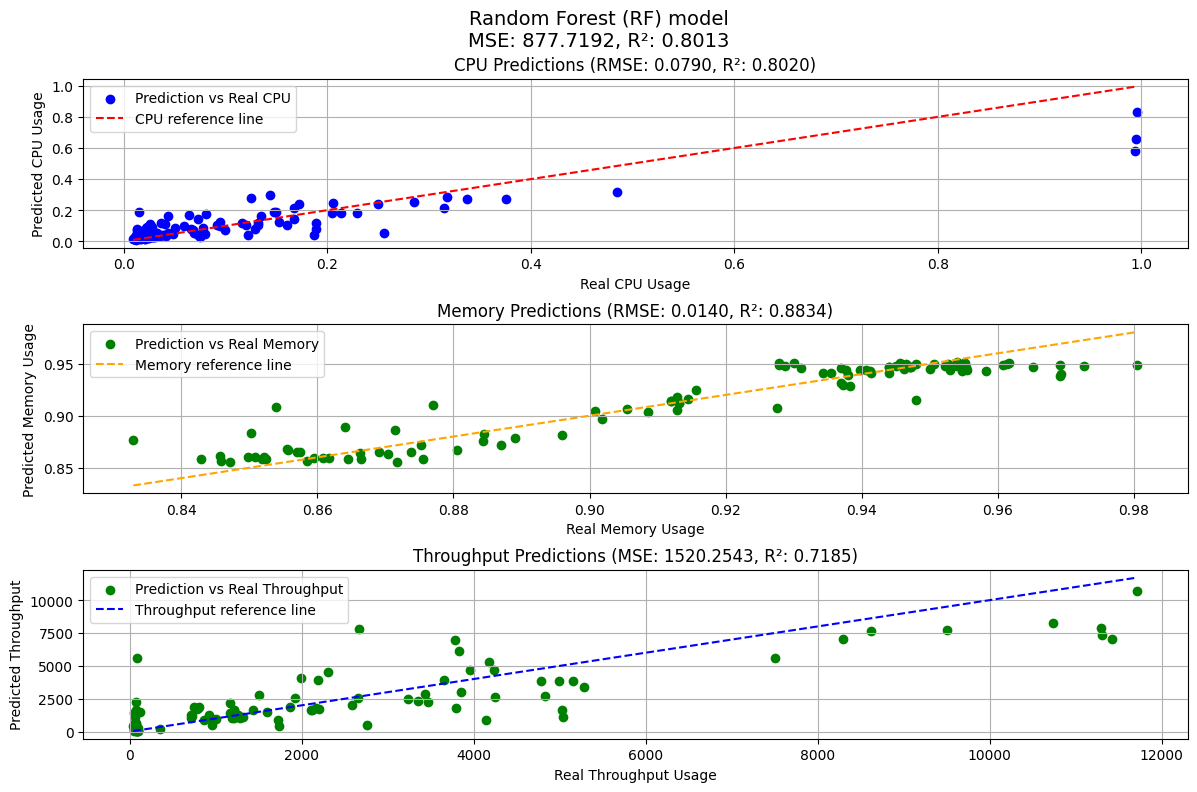 Random Forest (RF) model
MSE: 877.7192, R²: 0.8013
CPU Predictions (RMSE: 0.0790, R²: 0.8020)
Predicted CPU Usage
1.0
0.8
0.6
0.4
0.2
0.0
Prediction vs Real CPU
CPU reference line
0.0 0.2 0.4 0.6 0.8 1.0
Real CPU Usage
Memory Predictions (RMSE: 0.0140, R²: 0.8834)
Predicted Memory Usage
0.95
0.90
0.85
Prediction vs Real Memory
Memory reference line
0.84 0.86 0.88 0.90 0.92 0.94 0.96 0.98
Real Memory Usage
Throughput Predictions (MSE: 1520.2543, R²: 0.7185)
Predicted Throughput
10000
7500
5000
2500
0
Prediction vs Real Throughput
Throughput reference line
0 2000 4000 6000 8000 10000 12000
Real Throughput Usage